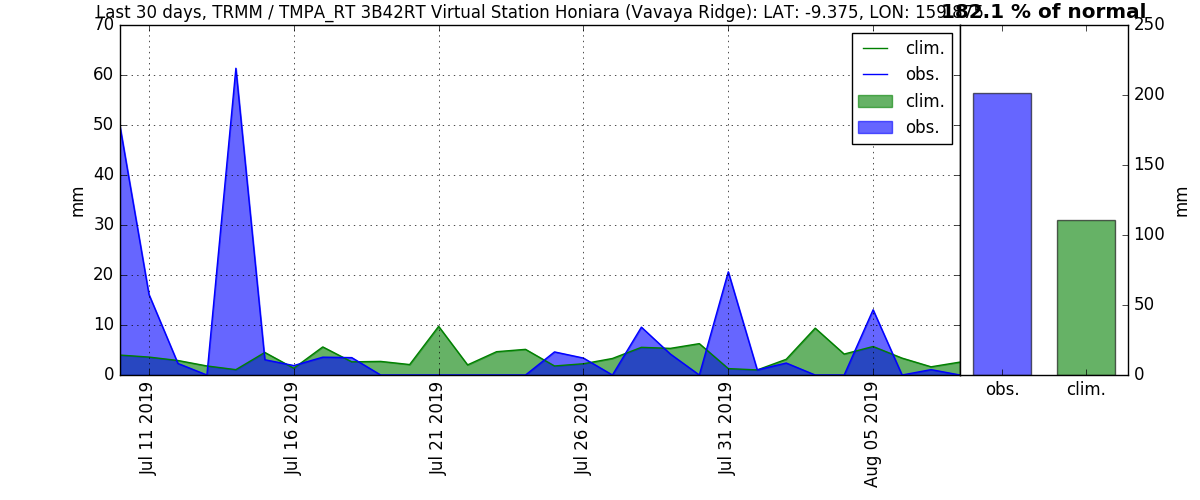 Last 30 days, TRMM / TMPA_RT 3B42RT Virtual Station Honiara (Vavaya Ridge): LAT: -9.375, LON: 159.875
182.1 % of normal
70
60
50
40
30
20
10
0
mm
clim.
obs.
clim.
obs.
Jul 11 2019
Jul 16 2019
Jul 21 2019
Jul 26 2019
Jul 31 2019
Aug 05 2019
250
200
150
100
50
0
mm
obs.
clim.